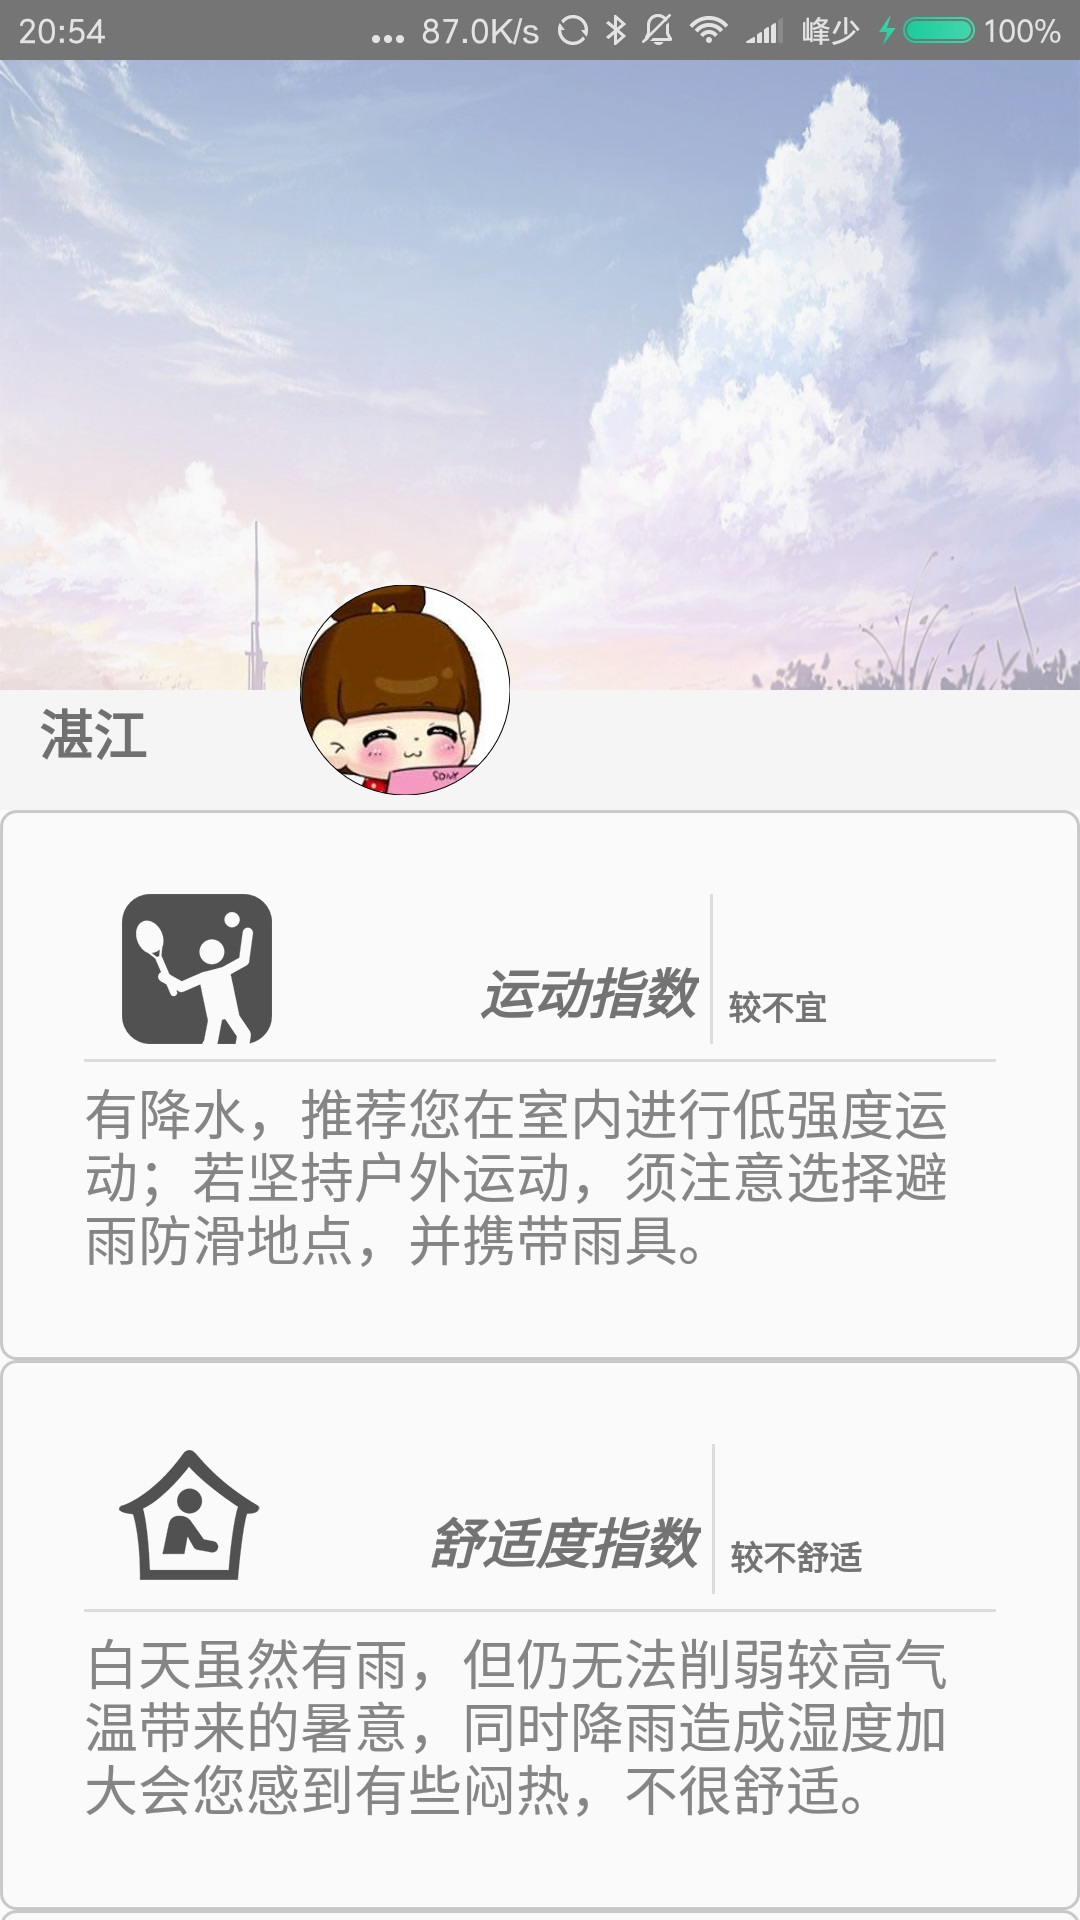 20:54 ... 87.0K/s 峰少 100%
湛江
SONY
运动指数 较不宜
有降水，推荐您在室内进行低强度运
动；若坚持户外运动，须注意选择避
雨防滑地点，并携带雨具。
舒适度指数 较不舒适
白天虽然有雨，但仍无法削弱较高气
温带来的暑意，同时降雨造成湿度加
大会您感到有些闷热，不很舒适。